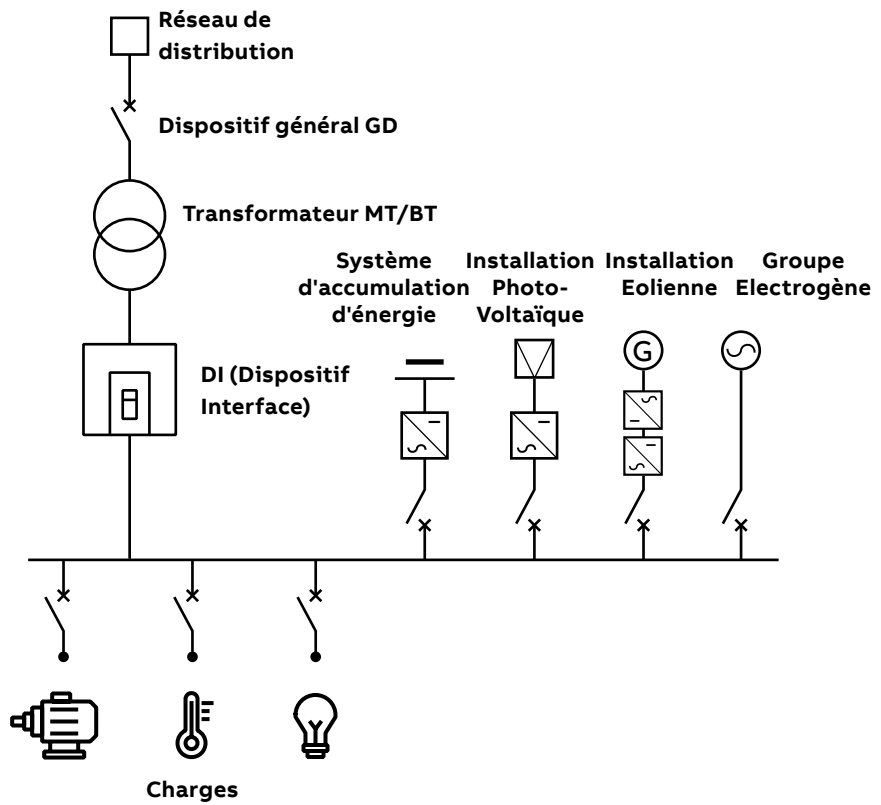 Réseau de
distribution
Dispositif général GD
Transformateur MT/BT
Système
d'accumulation
d'énergie
Installation
Photo-
Voltaïque
Installation
Eolienne
Groupe
Electrogène
DI (Dispositif
Interface)
G
Charges